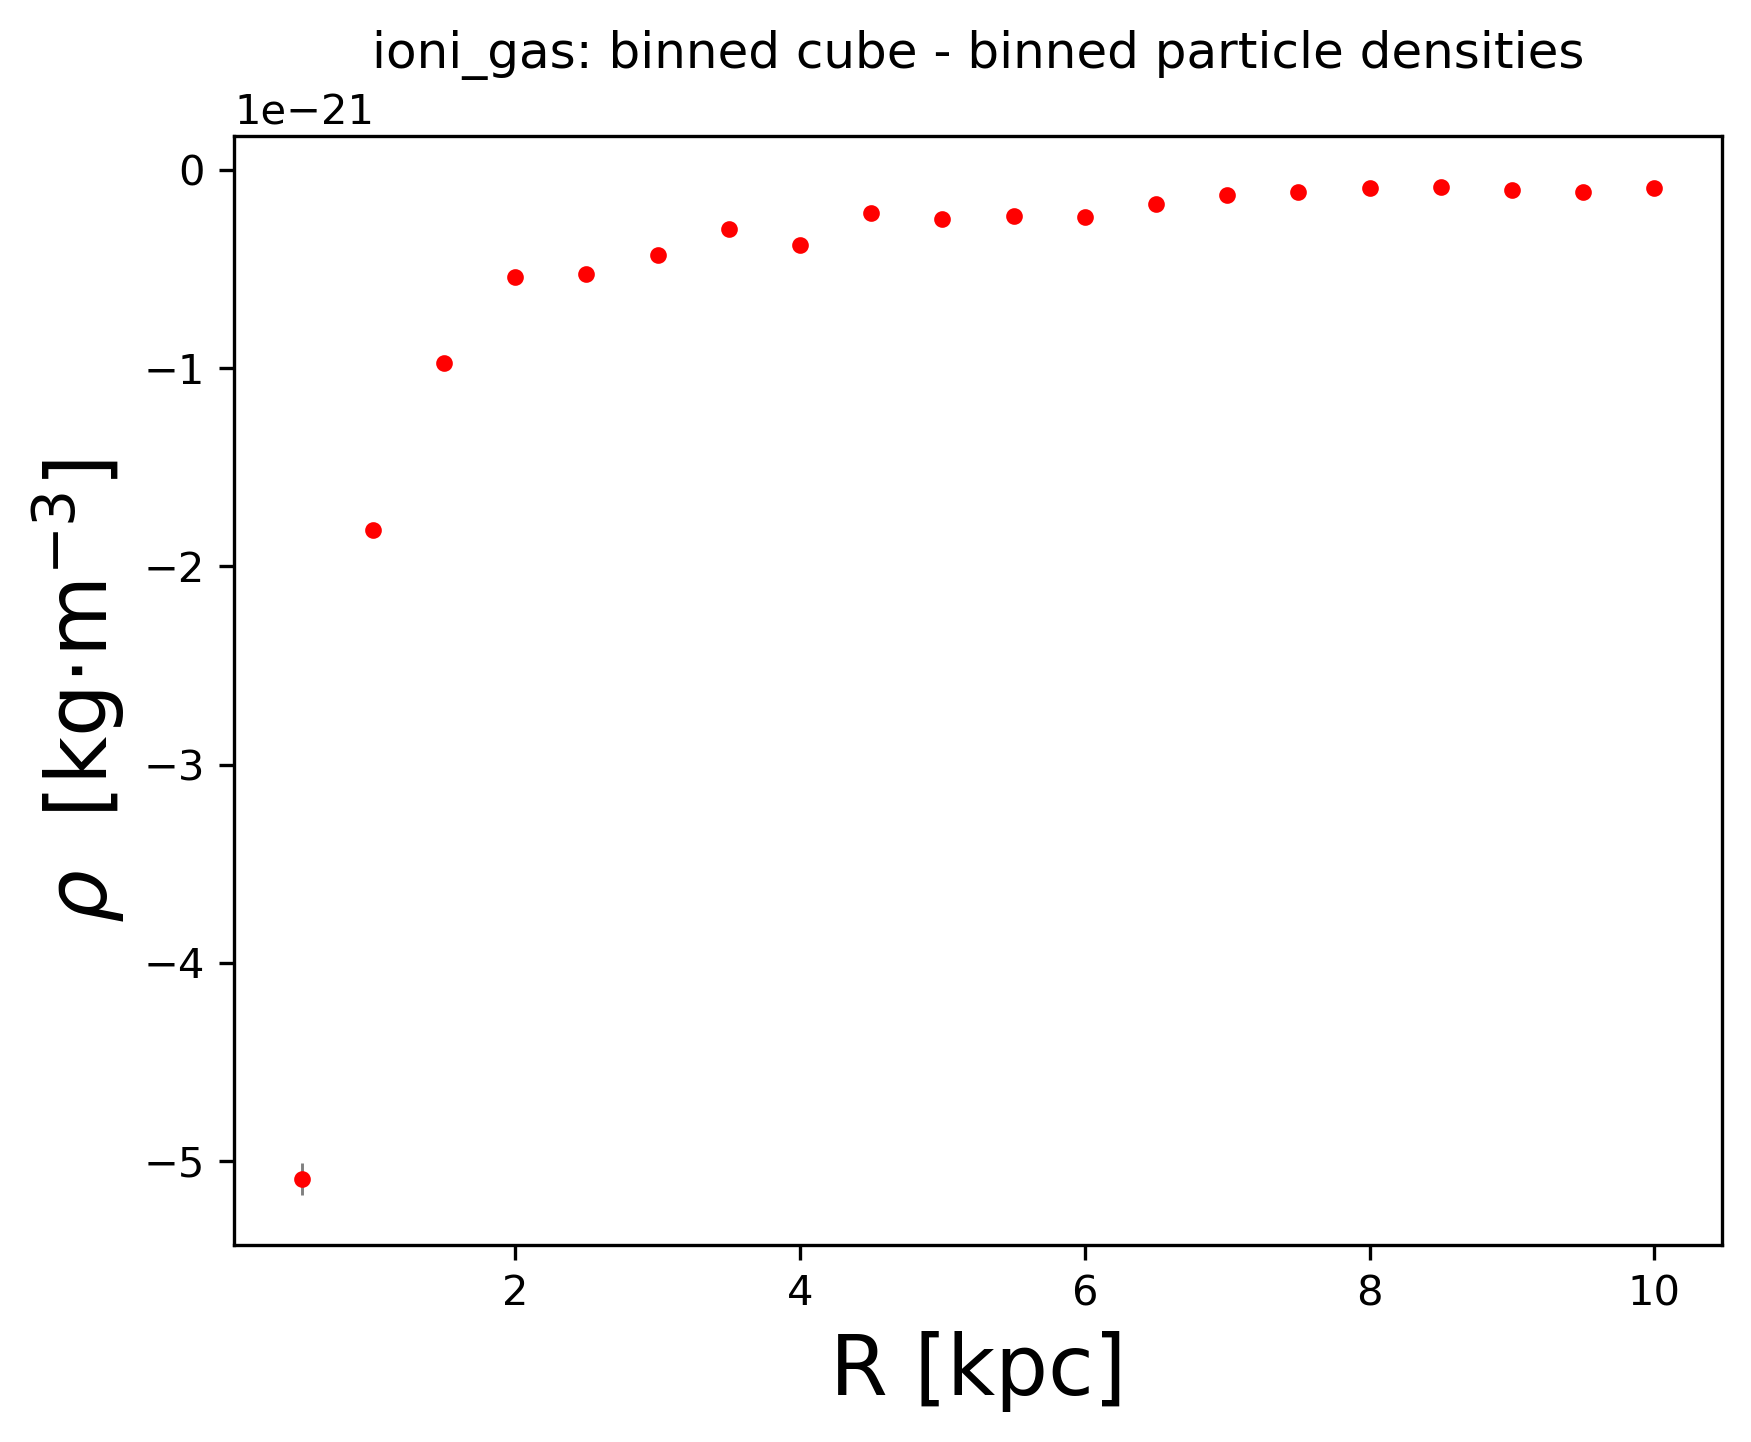 ioni_gas: binned cube - binned particle densities
1e−21
0
−1
−2
−3
−4
−5
ρ [kg·m⁻³]
2 4 6 8 10
R [kpc]